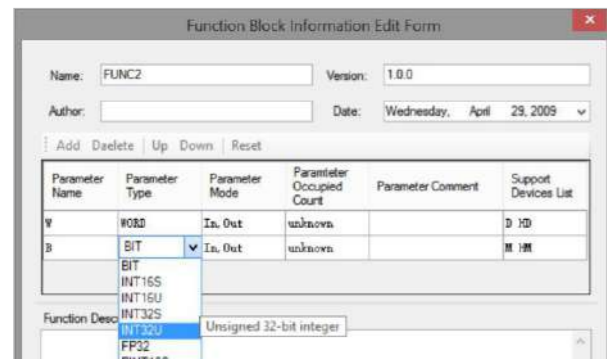 Function Block Information Edit Form
Name: FUNC2 Version: 1.0.0
Author: Date: Wednesday, April 29, 2009
Add Daelete Up Down Reset
Parameter Name Parameter Type Parameter Mode Paramteter Occupied Count Parameter Comment Support Devices List
W WORD In, Out unknown D HD
B BIT In, Out unknown M HM
BIT
INT16S
INT16U
INT32S
Function Desc
INT32U Unsigned 32-bit integer
FP32